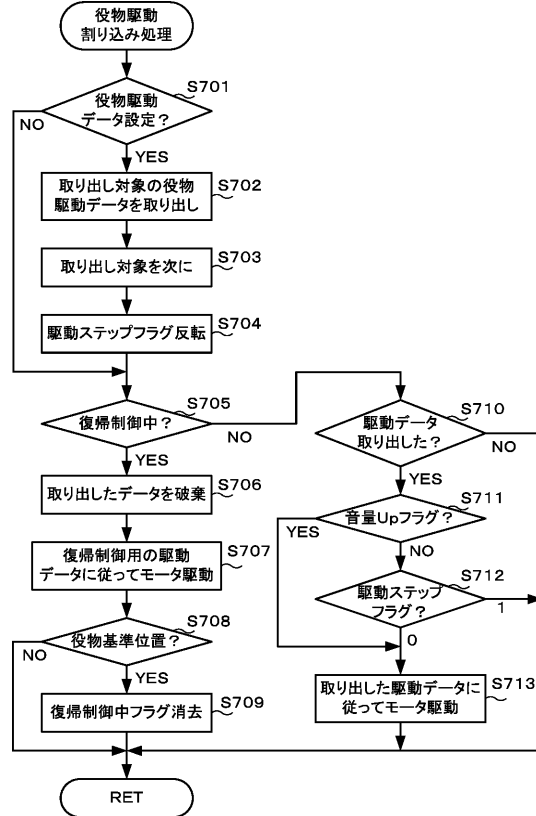 役物駆動
割り込み処理
S701
役物駆動
データ設定？
NO
YES
取り出し対象の役物
駆動データを取り出し
S702
取り出し対象を次に
S703
駆動ステップフラグ反転
S704
復帰制御中？
S705
NO
YES
取り出したデータを破棄
S706
復帰制御用の駆動
データに従ってモータ駆動
S707
役物基準位置？
S708
NO
YES
復帰制御中フラグ消去
S709
RET
駆動データ
取り出した？
S710
NO
YES
音量Upフラグ？
S711
YES
NO
駆動ステップ
フラグ？
S712
1
0
取り出した駆動データに
従ってモータ駆動
S713